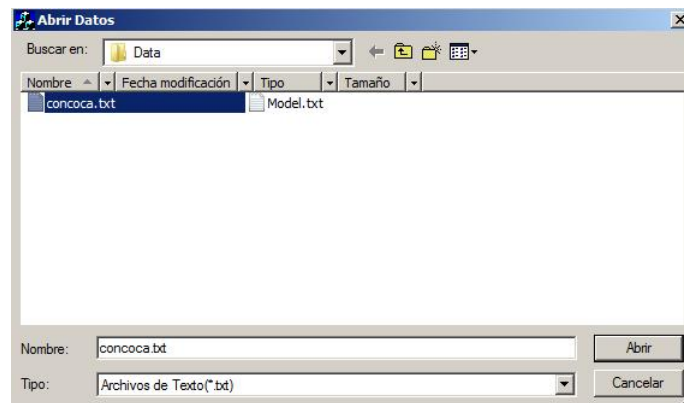 Abrir Datos
Buscar en: Data
Nombre Fecha modificación Tipo Tamaño
concoca.txt Model.txt
Nombre: concoca.txt Abrir
Tipo: Archivos de Texto(*.txt) Cancelar